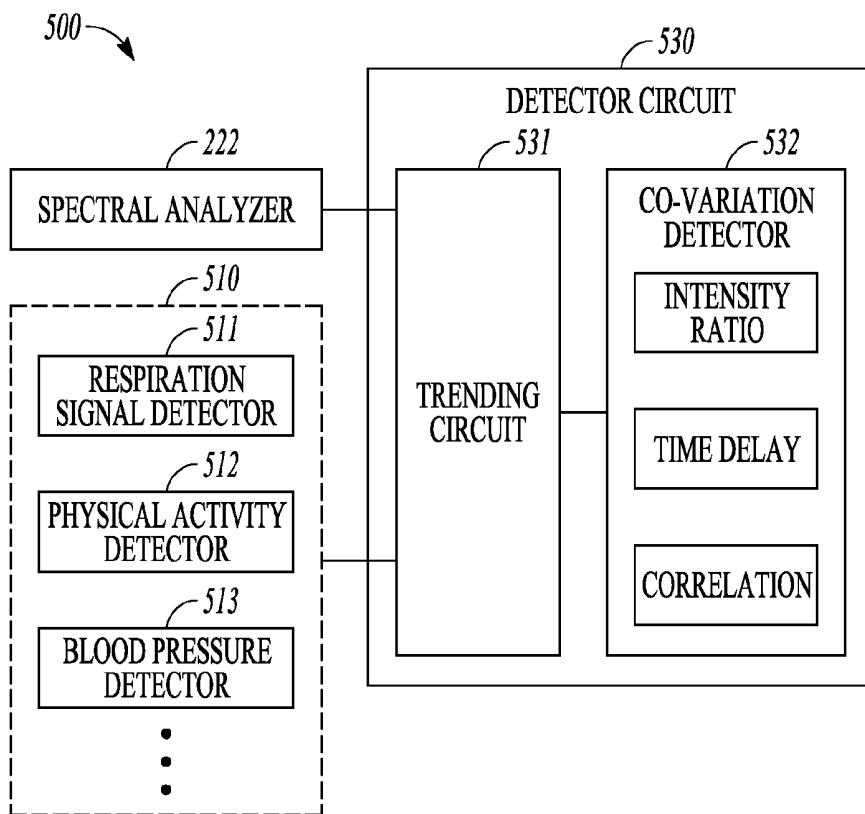 500
530
DETECTOR CIRCUIT
222
SPECTRAL ANALYZER
531
532
CO-VARIATION
DETECTOR
510
511
RESPIRATION
SIGNAL DETECTOR
INTENSITY
RATIO
TRENDING
CIRCUIT
TIME DELAY
512
PHYSICAL ACTIVITY
DETECTOR
CORRELATION
513
BLOOD PRESSURE
DETECTOR